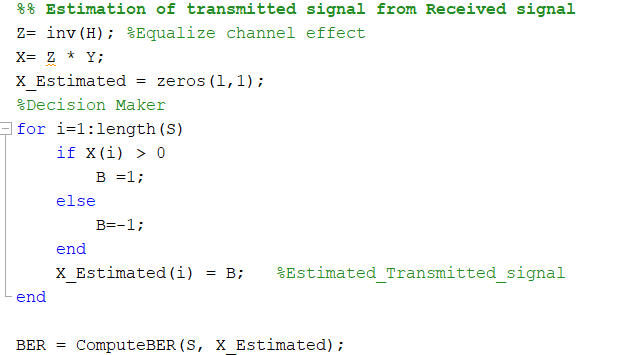 %% Estimation of transmitted signal from Received signal
Z= inv(H); %Equalize channel effect
X= Z * Y;
X_Estimated = zeros(l,1);
%Decision Maker
for i=1:length(S)
    if X(i) > 0
        B =1;
    else
        B=-1;
    end
    X_Estimated(i) = B;   %Estimated_Transmitted_signal
end
BER = ComputeBER(S, X_Estimated);